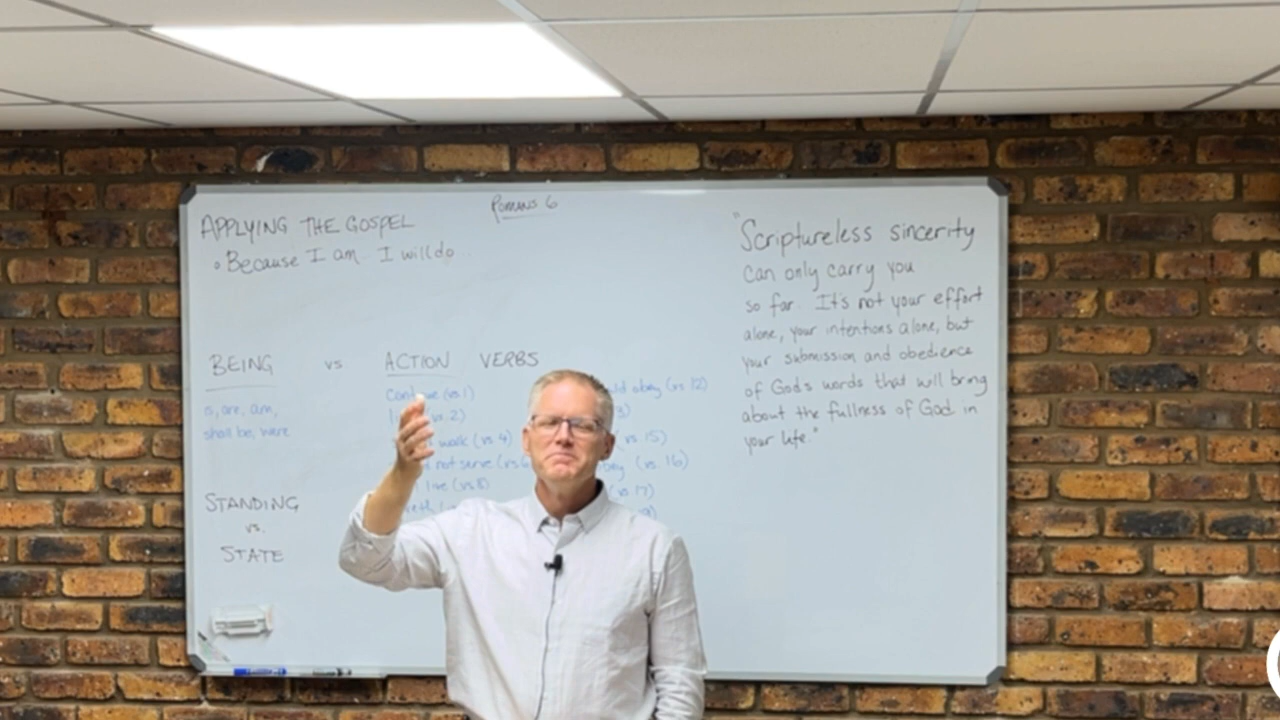 Romans 6
APPLYING THE GOSPEL
Because I am I will do
"Scriptureless sincerity
can only carry you
so far. It's not your effort
alone, your intentions alone, but
your submission and obedience
of God's words that will bring
about the fullness of God in
your life."
BEING vs ACTION VERBS
is, are, am,
shall be, were
(vs. 1)
vs. 2)
walk (vs. 4)
not serve (vs 6
live (vs. 8)
obey (vs 12)
vs 15)
(vs. 16)
vs 17)
STANDING
vs.
STATE